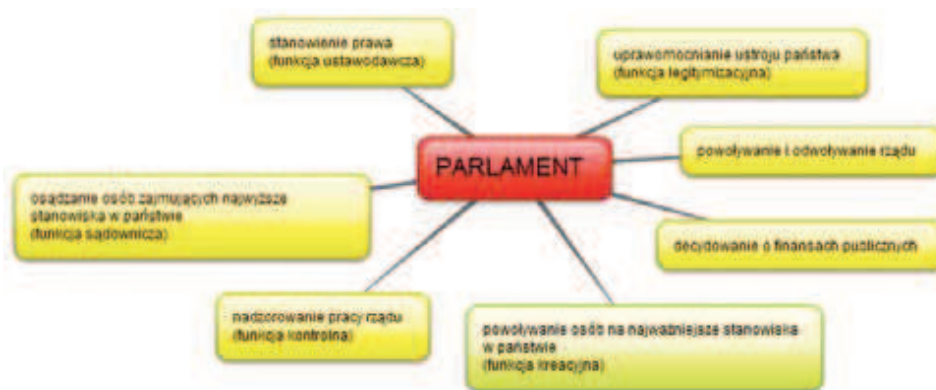 stanowienie prawa
(funkcja ustawodawcza)
uprawomocnianie ustroju państwa
(funkcja legitymizacyjna)
PARLAMENT
powoływanie i odwoływanie rządu
osądzanie osób zajmujących najwyższe
stanowiska w państwie
(funkcja sądownicza)
decydowanie o finansach publicznych
nadzorowanie pracy rządu
(funkcja kontrolna)
powoływanie osób na najważniejsze stanowiska
w państwie
(funkcja kreacyjna)